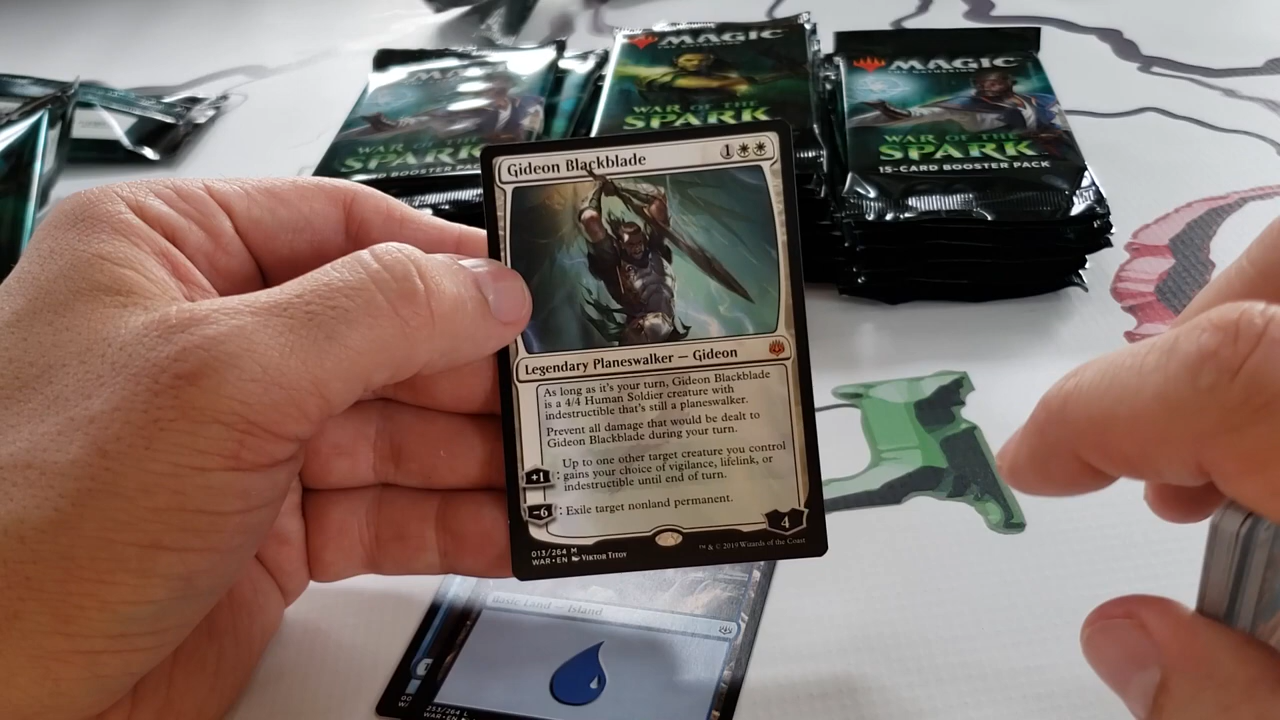 MAGIC
WAR OF THE
SPARK
MAGIC
THE GATHERING
WAR OF THE
SPARK
MAGIC
THE GATHERING
WAR OF THE
SPARK
15-CARD BOOSTER PACK
Gideon Blackblade 1
Legendary Planeswalker — Gideon
As long as it's your turn, Gideon Blackblade
is a 4/4 Human Soldier creature with
indestructible that's still a planeswalker.
Prevent all damage that would be dealt to
Gideon Blackblade during your turn.
+1: Up to one other target creature you control
gains your choice of vigilance, lifelink, or
indestructible until end of turn.
-6: Exile target nonland permanent.
4
013/264 M
WAR • EN VIKTOR TITOV
™ & © 2019 Wizards of the Coast
Basic Land — Island
253/264 L
WAR • EN